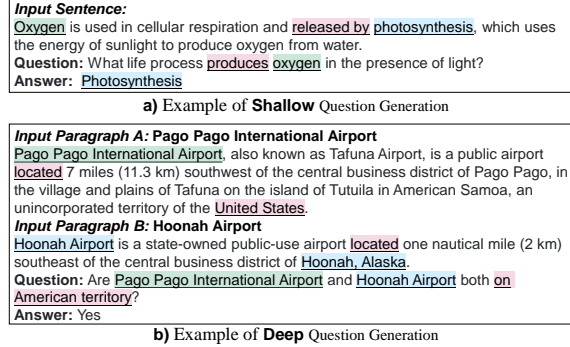 Input Sentence:
Oxygen is used in cellular respiration and released by photosynthesis, which uses
the energy of sunlight to produce oxygen from water.
Question: What life process produces oxygen in the presence of light?
Answer: Photosynthesis
a) Example of Shallow Question Generation
Input Paragraph A: Pago Pago International Airport
Pago Pago International Airport, also known as Tafuna Airport, is a public airport
located 7 miles (11.3 km) southwest of the central business district of Pago Pago, in
the village and plains of Tafuna on the island of Tutuila in American Samoa, an
unincorporated territory of the United States.
Input Paragraph B: Hoonah Airport
Hoonah Airport is a state-owned public-use airport located one nautical mile (2 km)
southeast of the central business district of Hoonah, Alaska.
Question: Are Pago Pago International Airport and Hoonah Airport both on
American territory?
Answer: Yes
b) Example of Deep Question Generation